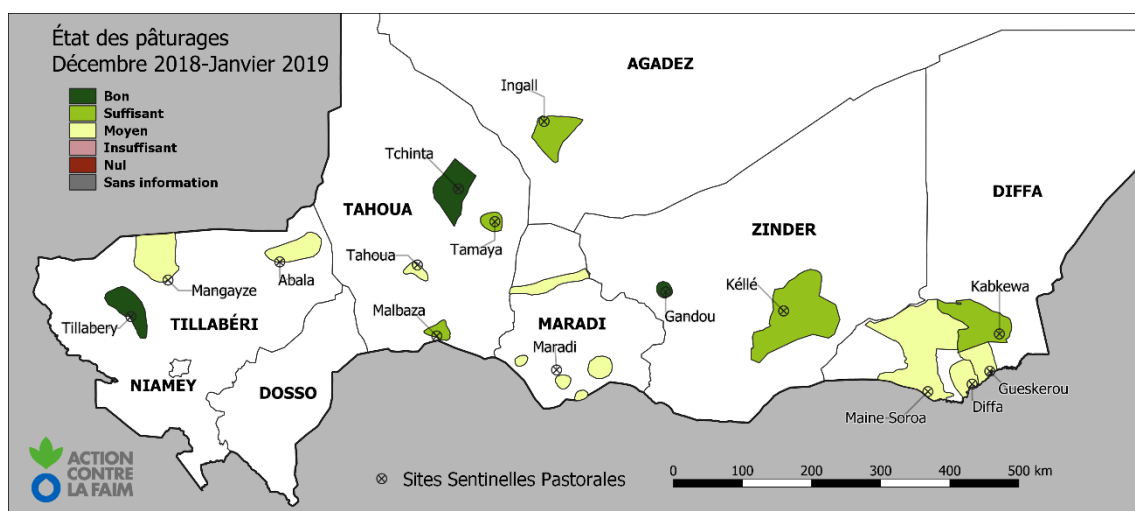 État des pâturages
Décembre 2018-Janvier 2019
Bon
Suffisant
Moyen
Insuffisant
Nul
Sans information
AGADEZ
Ingall
Tchinta
DIFFA
TAHOUA
ZINDER
Tamaya
Tahoua
Abala
Mangayze
Kéllé
Kabkewa
Gandou
Malbaza
TILLABÉRI
Tillabery
MARADI
Maradi
Gueskerou
NIAMEY
DOSSO
Diffa
Maine-Soroa
ACTION
CONTRE
LA FAIM
Sites Sentinelles Pastorales
0 100 200 300 400 500 km